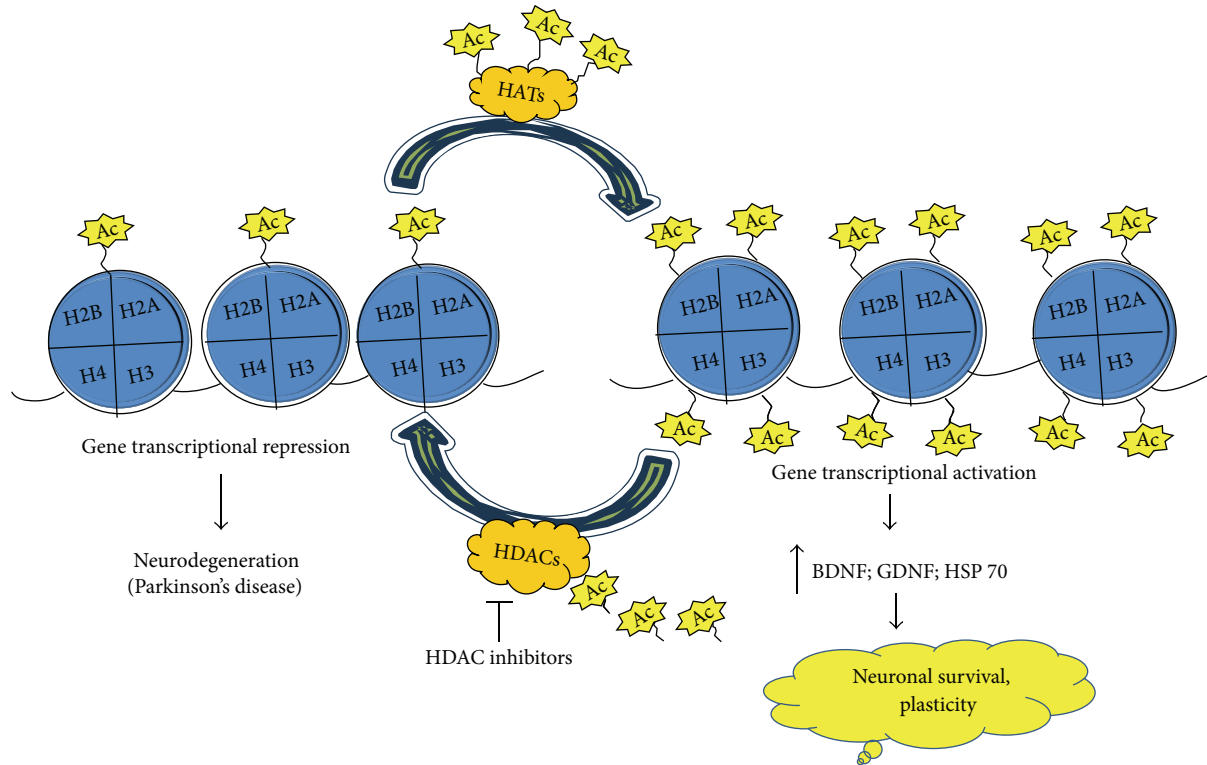 Ac
Ac
Ac
HATs
Ac
Ac
Ac
Ac
Ac
Ac
Ac
Ac
Ac
H2B H2A
H4 H3
H2B H2A
H4 H3
H2B H2A
H4 H3
H2B H2A
H4 H3
H2B H2A
H4 H3
H2B H2A
H4 H3
Ac
Ac
Ac
Ac
Ac
Ac
Gene transcriptional repression
Gene transcriptional activation
Neurodegeneration
(Parkinson's disease)
HDACs
Ac
Ac
Ac
HDAC inhibitors
BDNF; GDNF; HSP 70
Neuronal survival,
plasticity